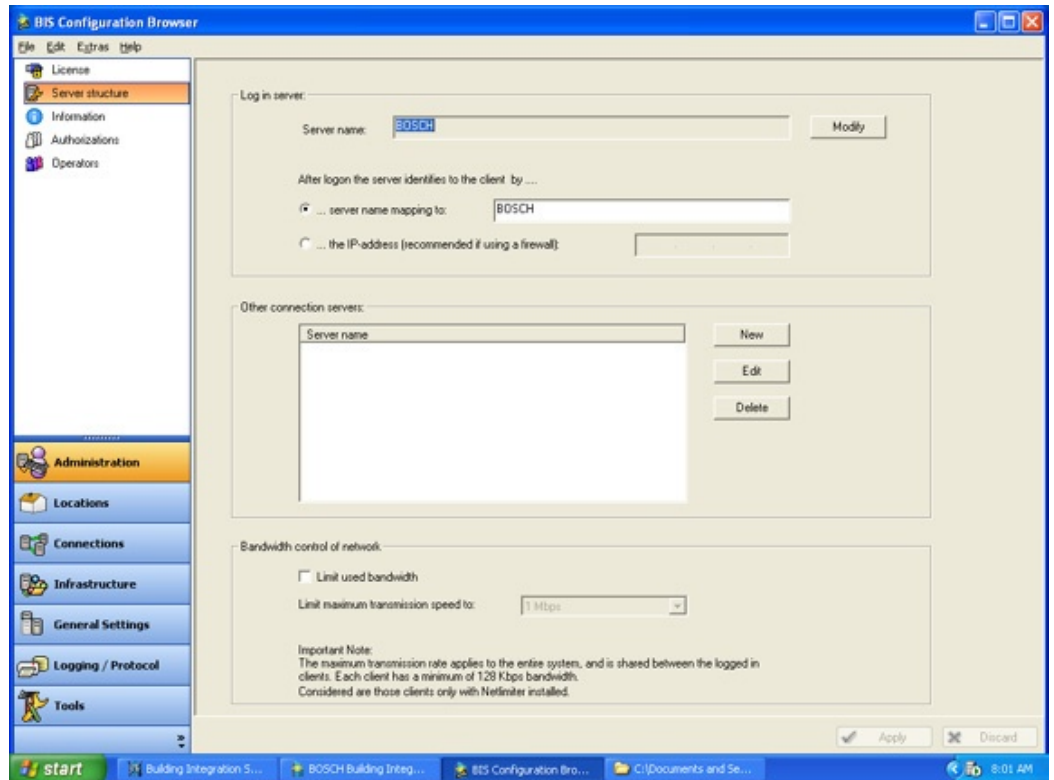 BIS Configuration Browser
File Edit Extras Help
License
Server stucture
Information
Authorizations
Operators
Administration
Locations
Connections
Infrastructure
General Settings
Logging / Protocol
Tools
Log in server:
Server name: BOSCH Modify
After logon the server identifies to the client by ....
... server name mapping to: BOSCH
... the IP-address (recommended if using a firewall):
Other connection servers:
Server name
New
Edit
Delete
Bandwidth control of network
Limit used bandwidth
Limit maximum transmission speed to: 1 Mbps
Important Note:
The maximum transmission rate applies to the entire system, and is shared between the logged in
clients. Each client has a minimum of 128 Kbps bandwidth.
Considered are those clients only with Netlimiter installed.
Apply Discard
start Building Integration S... BOSCH Building Integ... BIS Configuration Bro... C:\Documents and Se... 8:01 AM